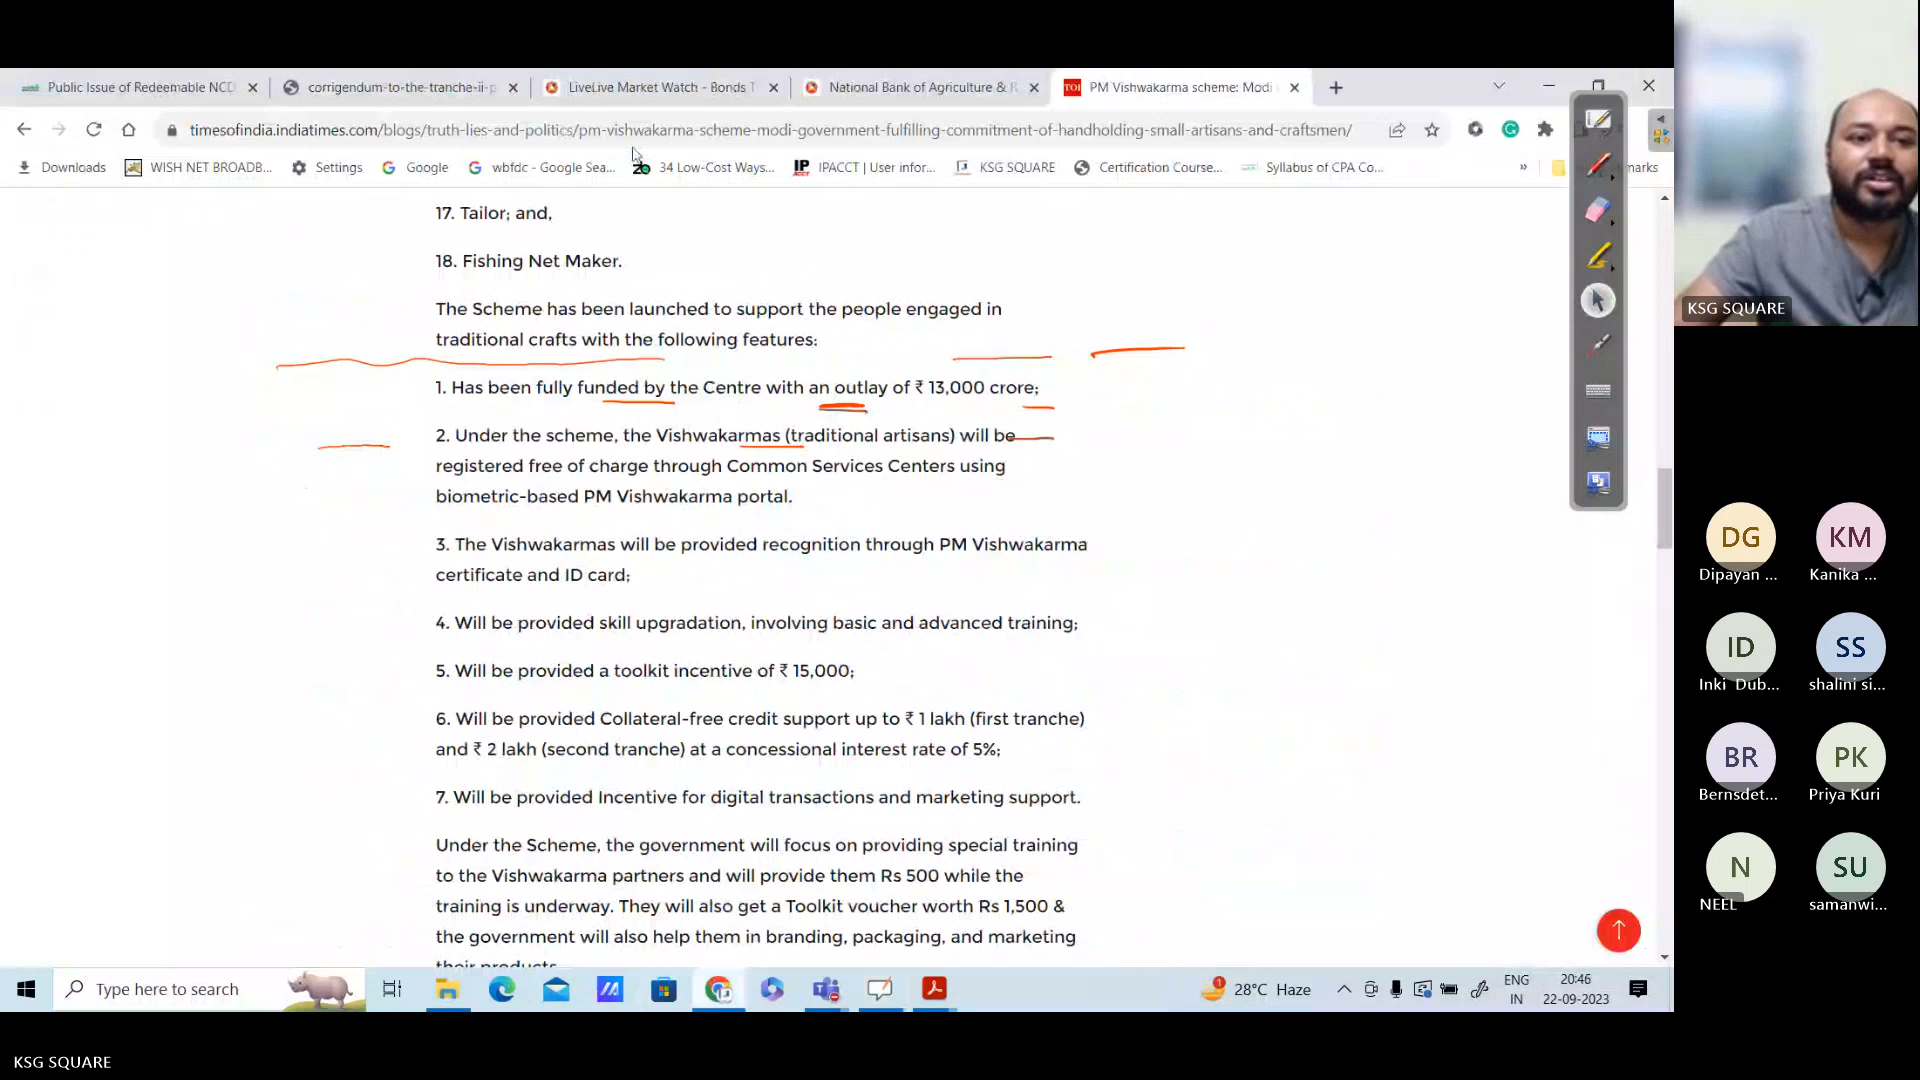 Public Issue of Redeemable NCD
corrigendum-to-the-tranche-ii-p
LiveLive Market Watch - Bonds T
National Bank of Agriculture & R
TOI PM Vishwakarma scheme: Modi
timesofindia.indiatimes.com/blogs/truth-lies-and-politics/pm-vishwakarma-scheme-modi-government-fulfilling-commitment-of-handholding-small-artisans-and-craftsmen/
Downloads WISH NET BROADB... Settings Google wbfdc - Google Sea... 34 Low-Cost Ways... IPACCT | User infor... KSG SQUARE Certification Course... Syllabus of CPA Co... » marks
17. Tailor; and,
18. Fishing Net Maker.
The Scheme has been launched to support the people engaged in
traditional crafts with the following features:
1. Has been fully funded by the Centre with an outlay of ₹ 13,000 crore;
2. Under the scheme, the Vishwakarmas (traditional artisans) will be
registered free of charge through Common Services Centers using
biometric-based PM Vishwakarma portal.
3. The Vishwakarmas will be provided recognition through PM Vishwakarma
certificate and ID card;
4. Will be provided skill upgradation, involving basic and advanced training;
5. Will be provided a toolkit incentive of ₹ 15,000;
6. Will be provided Collateral-free credit support up to ₹ 1 lakh (first tranche)
and ₹ 2 lakh (second tranche) at a concessional interest rate of 5%;
7. Will be provided Incentive for digital transactions and marketing support.
Under the Scheme, the government will focus on providing special training
to the Vishwakarma partners and will provide them Rs 500 while the
training is underway. They will also get a Toolkit voucher worth Rs 1,500 &
the government will also help them in branding, packaging, and marketing
their products
Type here to search
28°C Haze
ENG
IN
20:46
22-09-2023
KSG SQUARE
DG KM
Dipayan ... Kanika ...
ID SS
Inki Dub... shalini si...
BR PK
Bernsdet... Priya Kuri
N SU
NEEL samanwi...
KSG SQUARE